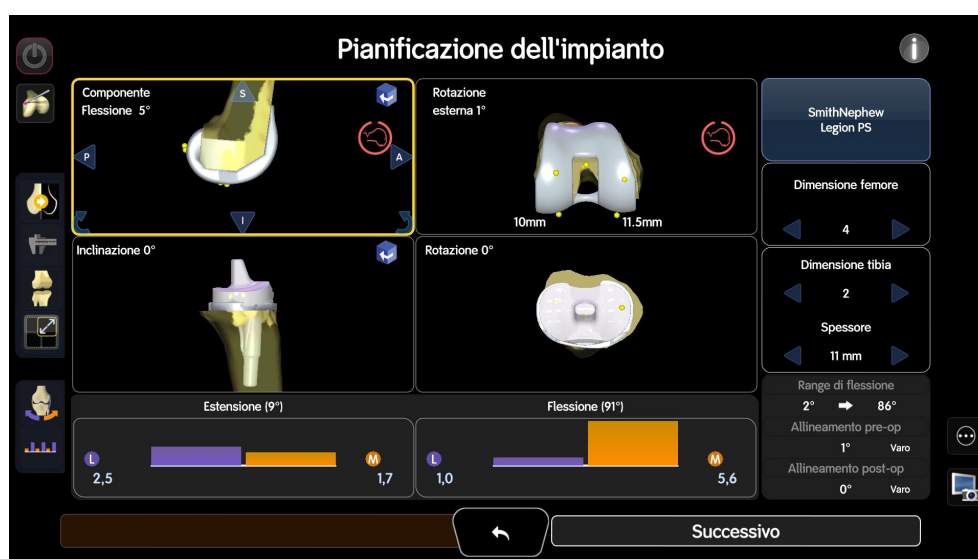 Pianificazione dell'impianto
i
Componente
Flessione 5°
S
P
A
I
Rotazione
esterna 1°
10mm
11.5mm
SmithNephew
Legion PS
Dimensione femore
4
Inclinazione 0°
Rotazione 0°
Dimensione tibia
2
Spessore
11 mm
Estensione (9°)
L
M
2,5
1,7
Flessione (91°)
L
M
1,0
5,6
Range di flessione
2° ➡ 86°
Allineamento pre-op
1° Varo
Allineamento post-op
0° Varo
Successivo